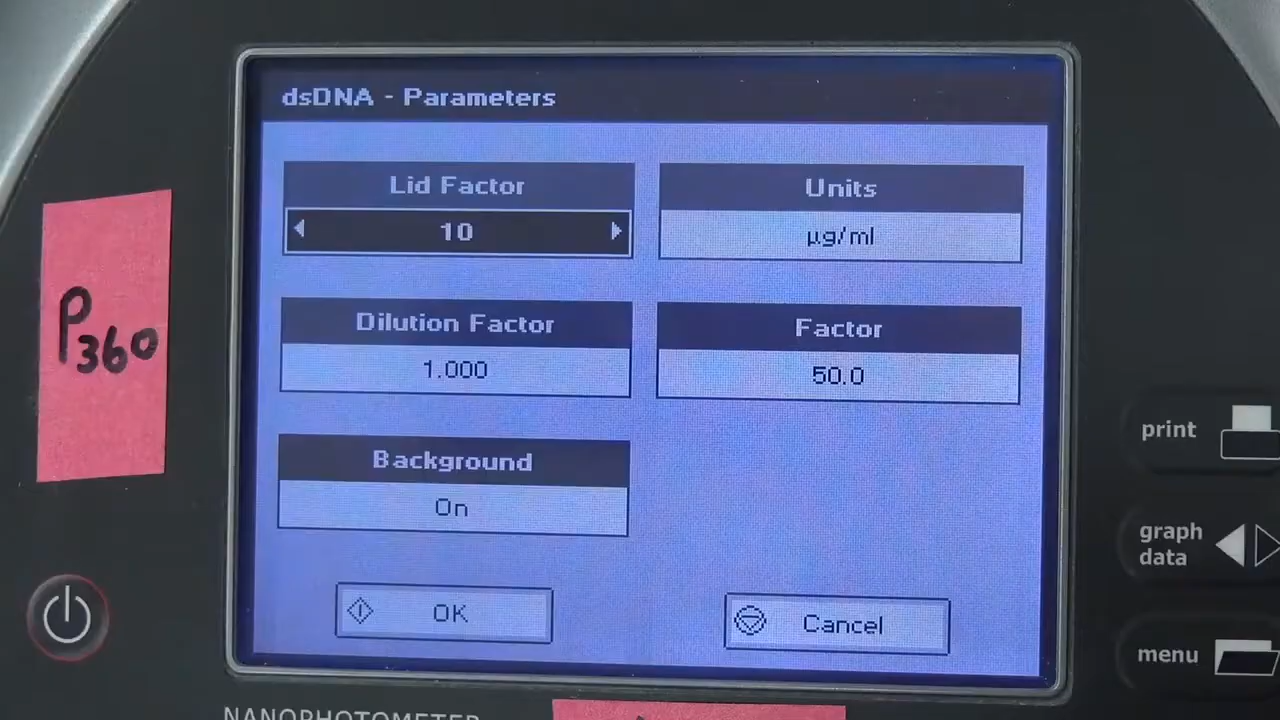 dsDNA - Parameters
Lid Factor
10
Units
µg/ml
Dilution Factor
1.000
Factor
50.0
Background
On
OK
Cancel
P360
print
graph
data
menu
NANOPHOTOMETER